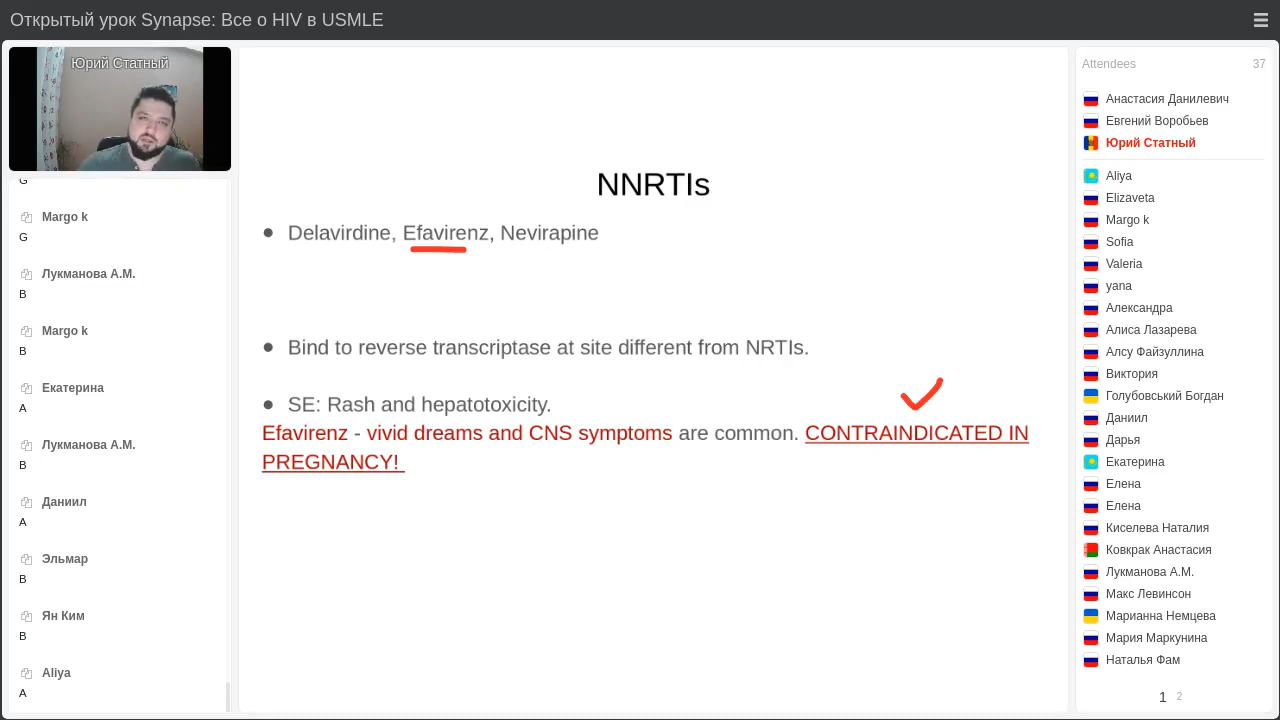 Открытый урок Synapse: Все о HIV в USMLE
Юрий Статный
G
Margo k
G
Лукманова А.М.
B
Margo k
B
Екатерина
A
Лукманова А.М.
B
Даниил
A
Эльмар
B
Ян Ким
B
Aliya
A
NNRTIs
Delavirdine, Efavirenz, Nevirapine
Bind to reverse transcriptase at site different from NRTIs.
SE: Rash and hepatotoxicity.
Efavirenz - vivid dreams and CNS symptoms are common. CONTRAINDICATED IN
PREGNANCY!
Attendees 37
Анастасия Данилевич
Евгений Воробьев
Юрий Статный
Aliya
Elizaveta
Margo k
Sofia
Valeria
yana
Александра
Алиса Лазарева
Алсу Файзуллина
Виктория
Голубовський Богдан
Даниил
Дарья
Екатерина
Елена
Елена
Киселева Наталия
Ковкрак Анастасия
Лукманова А.М.
Макс Левинсон
Марианна Немцева
Мария Маркунина
Наталья Фам
1 2